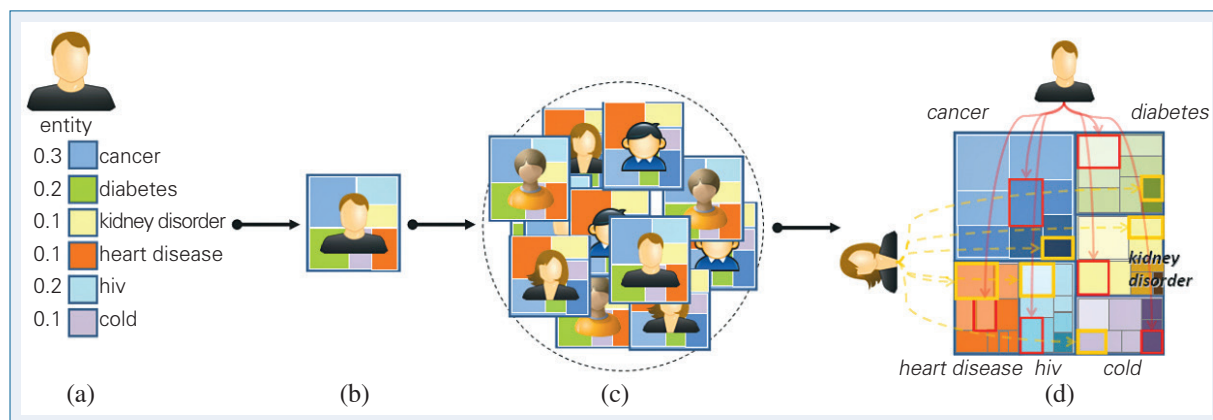 entity
0.3 cancer
0.2 diabetes
0.1 kidney disorder
0.1 heart disease
0.2 hiv
0.1 cold
(a)
(b)
(c)
cancer
diabetes
kidney
disorder
heart disease
hiv
cold
(d)